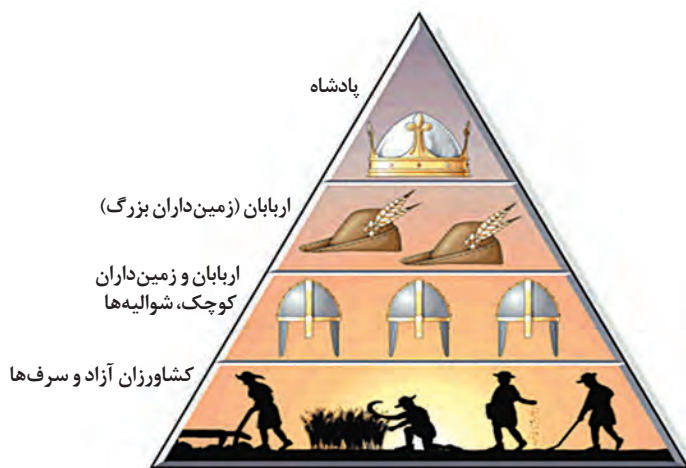 پادشاه
اربابان (زمین‌داران بزرگ)
اربابان و زمین‌داران
کوچک، شوالیه‌ها
کشاورزان آزاد و سرف‌ها